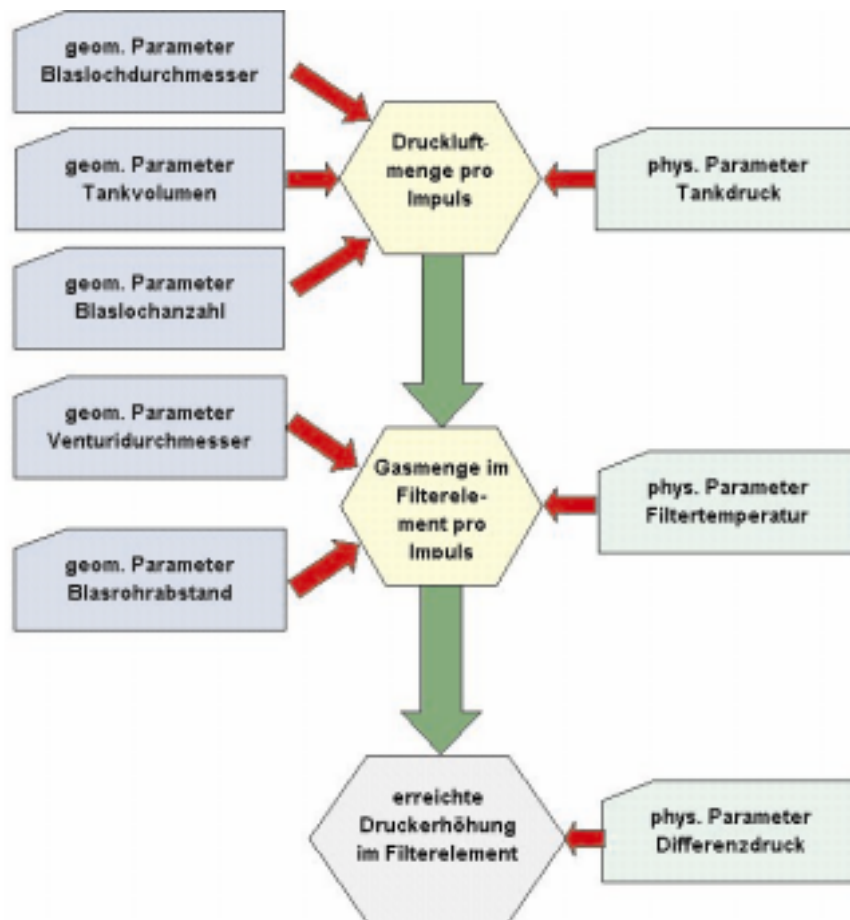 geom. Parameter
Blaslochdurchmesser
geom. Parameter
Tankvolumen
geom. Parameter
Blaslochanzahl
Druckluft-
menge pro
Impuls
phys. Parameter
Tankdruck
geom. Parameter
Venturidurchmesser
geom. Parameter
Blasrohrabstand
Gasmenge im
Filterele-
ment pro
Impuls
phys. Parameter
Filtertemperatur
erreichte
Druckerhöhung
im Filterelement
phys. Parameter
Differenzdruck